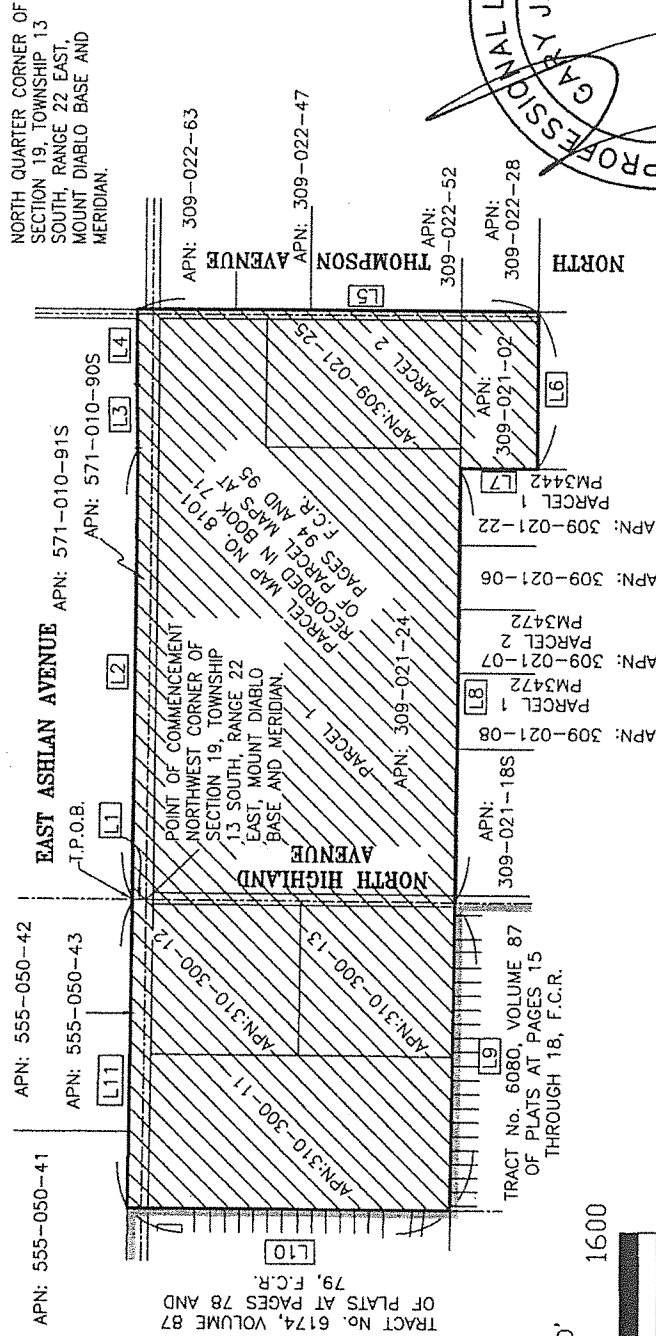 NORTH QUARTER CORNER OF
SECTION 19, TOWNSHIP 13
SOUTH, RANGE 22 EAST,
MOUNT DIABLO BASE AND
MERIDIAN.
APN: 555-050-41
APN: 555-050-42
APN: 555-050-43
L11
EAST ASHLAN AVENUE
T.P.O.B.
L1
L2
APN: 571-010-91S
APN: 571-010-90S
L3
L4
POINT OF COMMENCEMENT
NORTHWEST CORNER OF
SECTION 19, TOWNSHIP
13 SOUTH, RANGE 22
EAST, MOUNT DIABLO
BASE AND MERIDIAN.
PARCEL MAP NO. 8101
RECORDED IN BOOK 71
OF PARCEL MAPS AT
PAGES 94 AND 95
F.C.R.
PARCEL 1
APN: 309-021-24
APN:309-021-25
PARCEL 2
APN:
309-021-02
NORTH HIGHLAND
AVENUE
APN:310-300-11
APN:310-300-12
APN:310-300-13
APN: 309-022-63
APN: 309-022-47
APN:
309-022-52
APN:
309-022-28
NORTH THOMPSON AVENUE
L5
L6
L7
L8
L9
L10
PARCEL 1
PM3442
APN: 309-021-22
APN: 309-021-06
PM3472
PARCEL 2
APN: 309-021-07
PM3472
PARCEL 1
APN: 309-021-08
APN:
309-021-18S
TRACT No. 6080, VOLUME 87
OF PLATS AT PAGES 15
THROUGH 18, F.C.R.
TRACT No. 6174, VOLUME 87
OF PLATS AT PAGES 78 AND
79, F.C.R.
1600
PROFESSIONAL L
GARY J